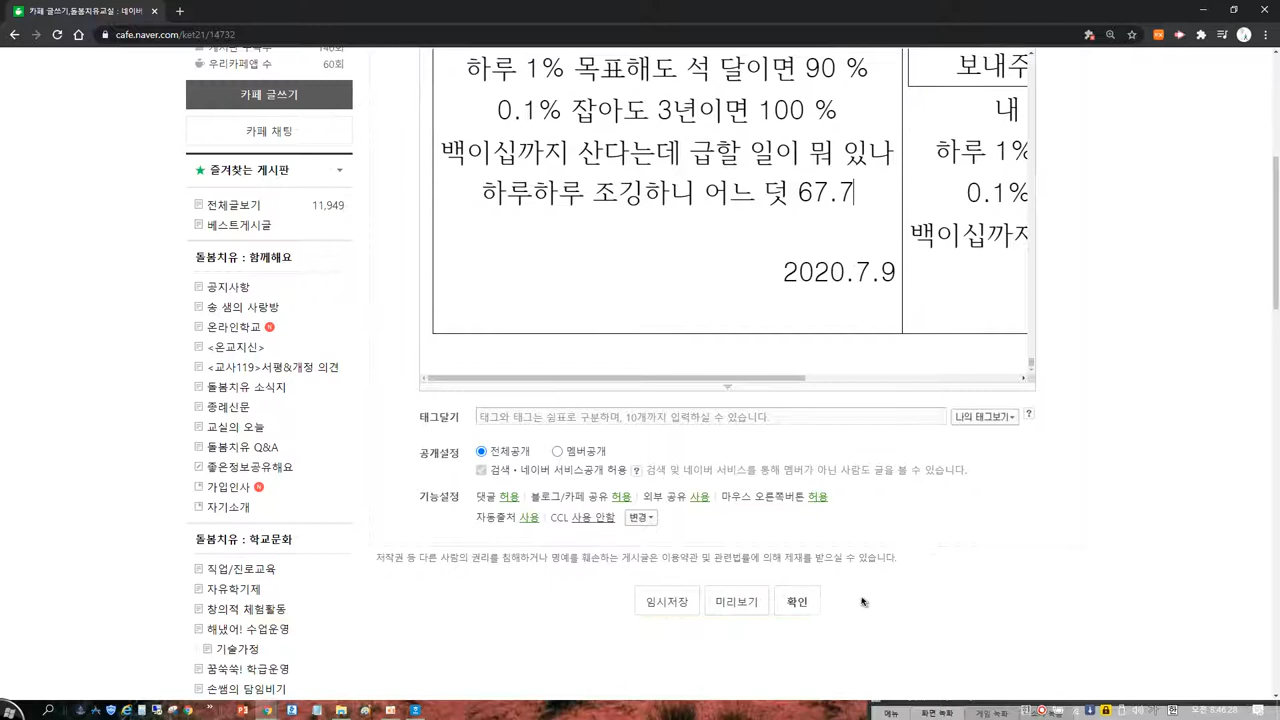 카페 글쓰기,돌봄치유교실 : 네이버
cafe.naver.com/ket21/14732
우리카페앱 수 60회
카페 글쓰기
카페 채팅
즐겨찾는 게시판
전체글보기 11,949
베스트게시글
돌봄치유 : 함께해요
공지사항
송 샘의 사랑방
온라인학교
<온교지신>
<교사119>서평&개정 의견
돌봄치유 소식지
종례신문
교실의 오늘
돌봄치유 Q&A
좋은정보공유해요
가입인사
자기소개
돌봄치유 : 학교문화
직업/진로교육
자유학기제
창의적 체험활동
해냈어! 수업운영
기술가정
꿈쑥쑥! 학급운영
손쌤의 담임비기
하루 1% 목표해도 석 달이면 90 %
0.1% 잡아도 3년이면 100 %
백이십까지 산다는데 급할 일이 뭐 있나
하루하루 조깅하니 어느 덧 67.7
2020.7.9
보내주
내
하루 1%
0.1%
백이십까지
태그달기 태그와 태그는 쉼표로 구분하며, 10개까지 입력하실 수 있습니다. 나의 태그보기 ?
공개설정 전체공개 멤버공개
검색・네이버 서비스공개 허용 ? 검색 및 네이버 서비스를 통해 멤버가 아닌 사람도 글을 볼 수 있습니다.
기능설정 댓글 허용 블로그/카페 공유 허용 외부 공유 사용 마우스 오른쪽버튼 허용
자동출처 사용 CCL 사용 안함 변경
저작권 등 다른 사람의 권리를 침해하거나 명예를 훼손하는 게시글은 이용약관 및 관련법률에 의해 제재를 받으실 수 있습니다.
임시저장 미리보기 확인
메뉴 화면 녹화 게임 녹화
오전 8:46:28